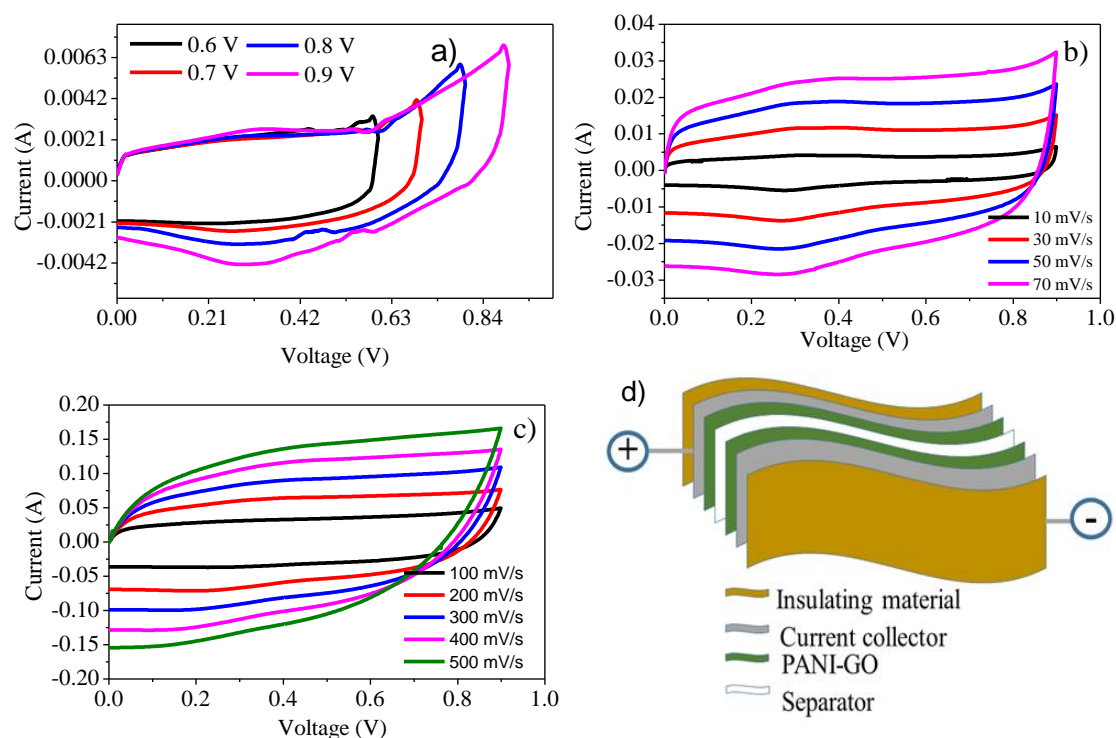 a)
0.6 V
0.8 V
0.7 V
0.9 V
0.0063
0.0042
0.0021
0.0000
-0.0021
-0.0042
Current (A)
0.00
0.21
0.42
0.63
0.84
Voltage (V)
b)
0.04
0.03
0.02
0.01
0.00
-0.01
-0.02
-0.03
Current (A)
10 mV/s
30 mV/s
50 mV/s
70 mV/s
0.0
0.2
0.4
0.6
0.8
1.0
Voltage (V)
c)
0.20
0.15
0.10
0.05
0.00
-0.05
-0.10
-0.15
-0.20
Current (A)
100 mV/s
200 mV/s
300 mV/s
400 mV/s
500 mV/s
0.0
0.2
0.4
0.6
0.8
1.0
Voltage (V)
d)
+
-
Insulating material
Current collector
PANI-GO
Separator